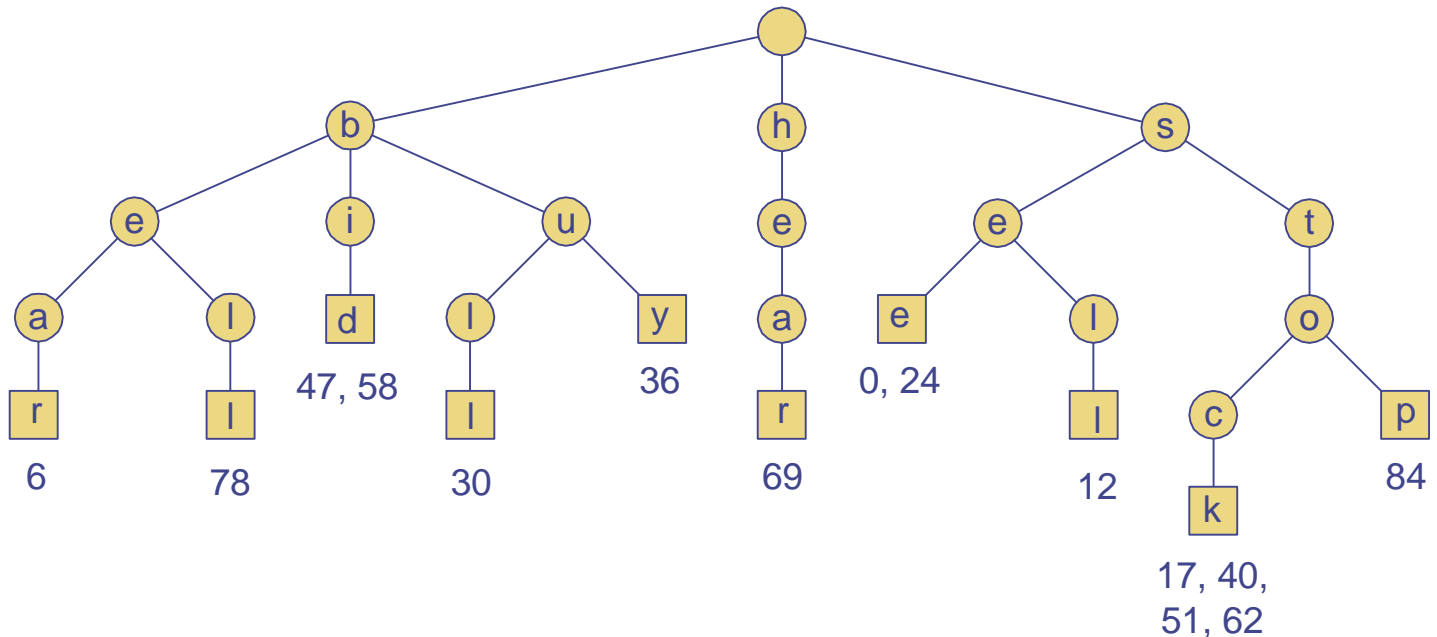 b h s
e i u e e t
a l d l y a e l o
47, 58 36 0, 24
r l l r l c p
6 78 30 69 12 84
k
17, 40,
51, 62